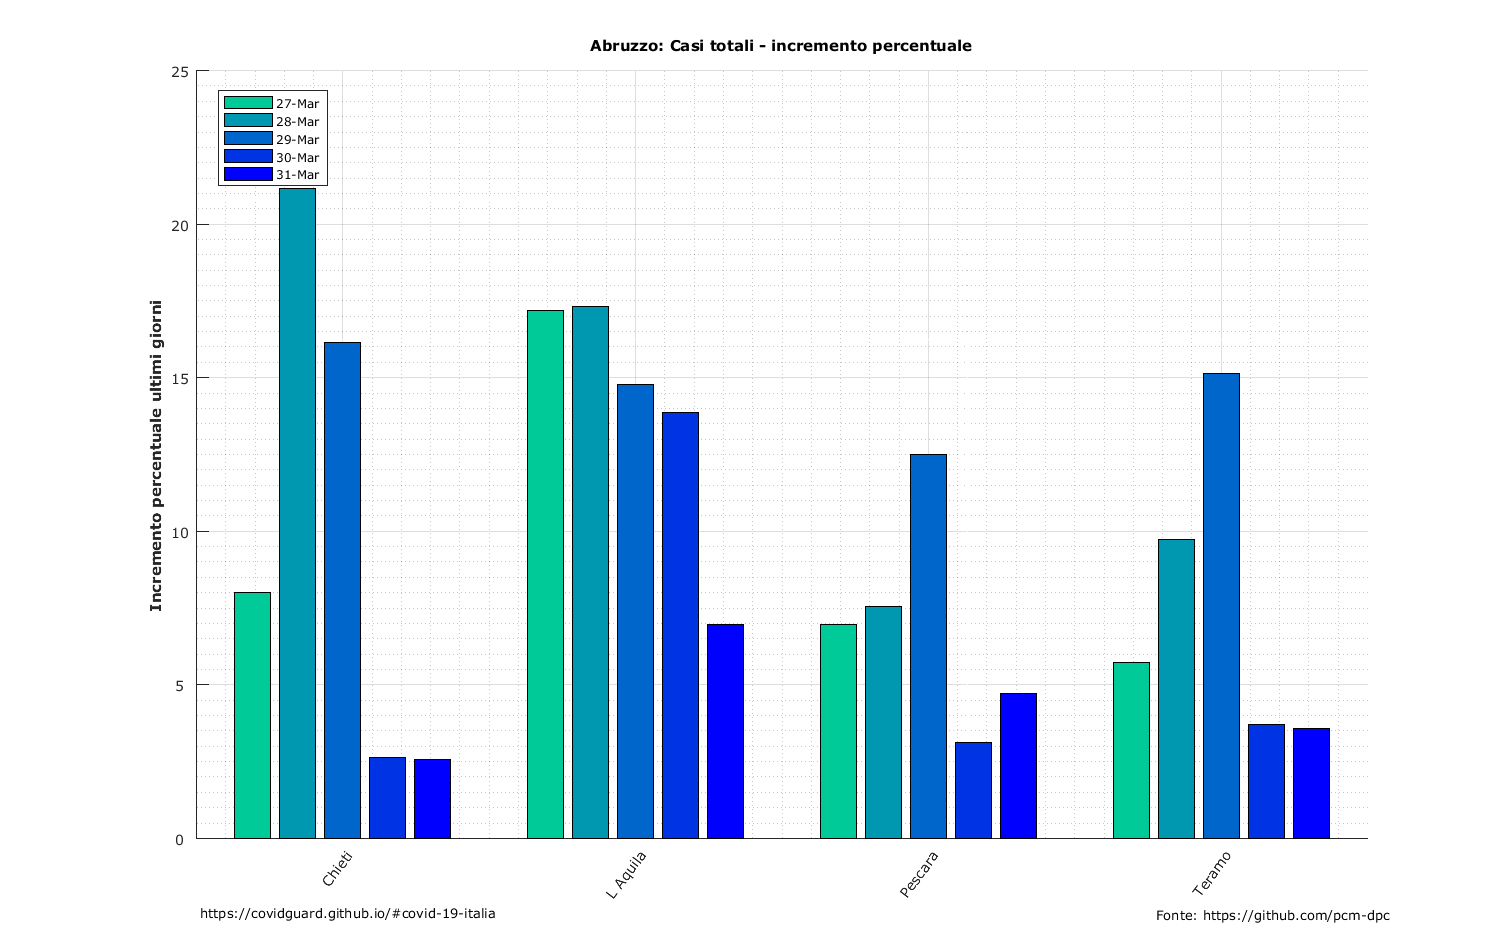 Abruzzo: Casi totali - incremento percentuale
25
20
15
10
5
0
Incremento percentuale ultimi giorni
27-Mar
28-Mar
29-Mar
30-Mar
31-Mar
Chieti
L Aquila
Pescara
Teramo
https://covidguard.github.io/#covid-19-italia
Fonte: https://github.com/pcm-dpc